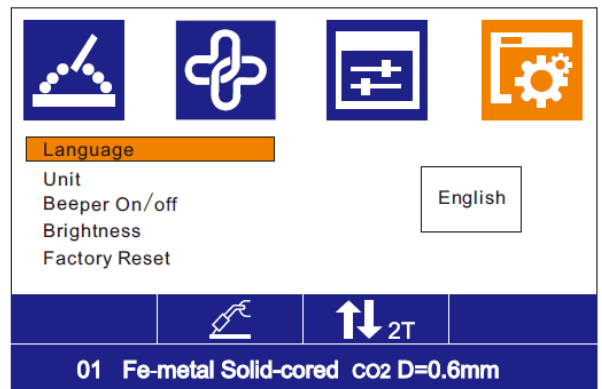 Language
Unit
Beeper On/off
Brightness
Factory Reset
English
2T
01 Fe-metal Solid-cored CO2 D=0.6mm